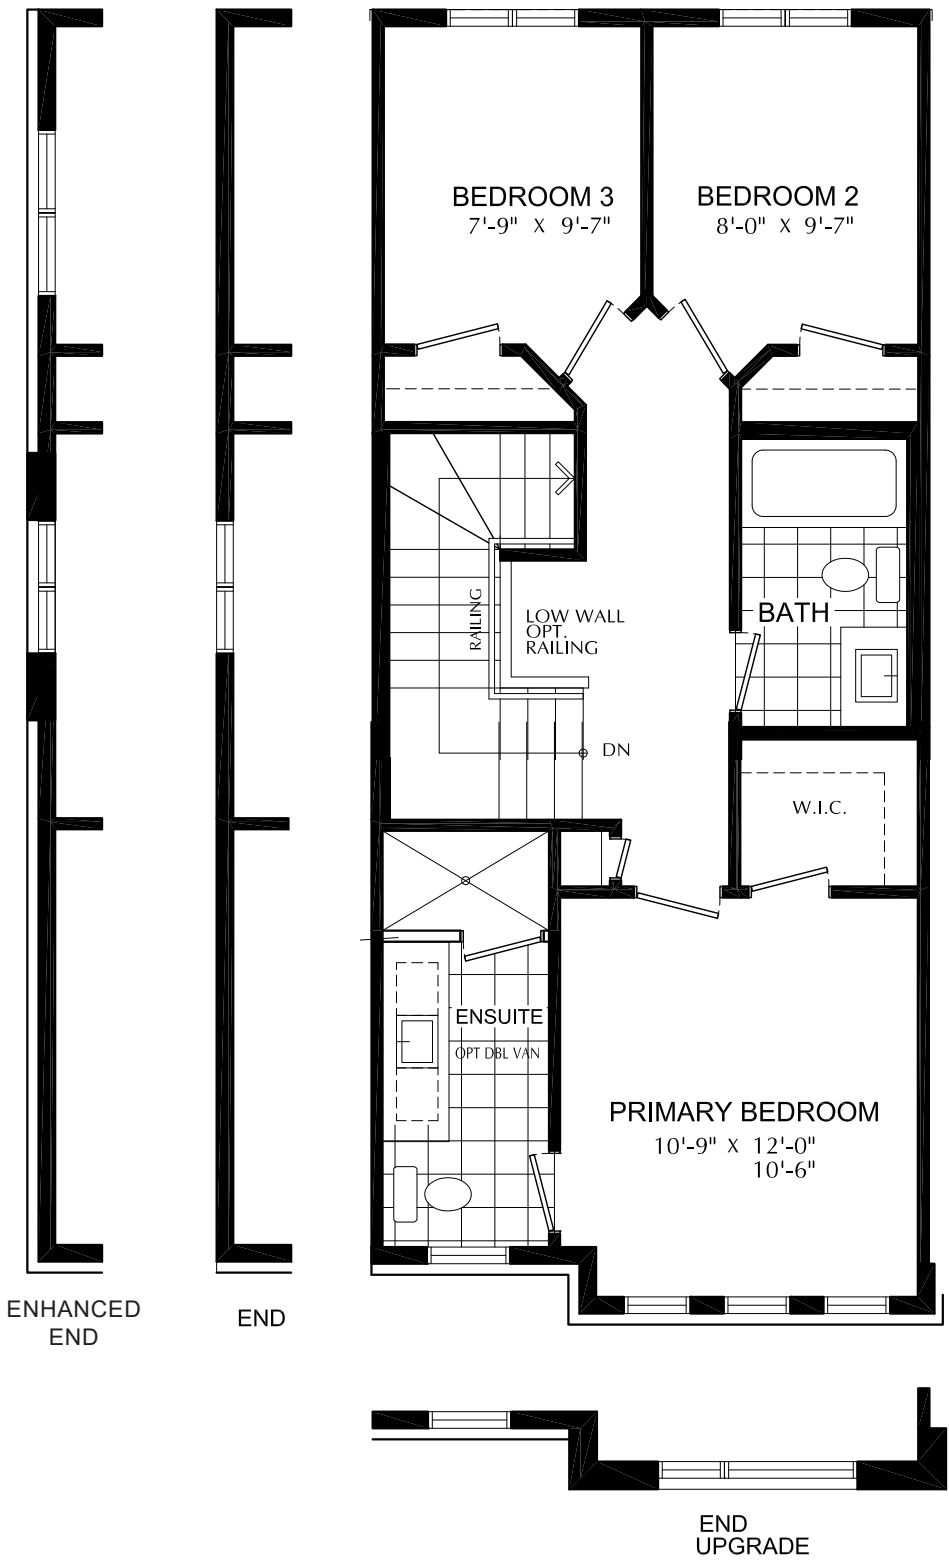 BEDROOM 3
7'-9" X 9'-7"
BEDROOM 2
8'-0" X 9'-7"
RAILING
LOW WALL
OPT.
RAILING
BATH
DN
W.I.C.
ENSUITE
OPT DBL VAN
PRIMARY BEDROOM
10'-9" X 12'-0"
10'-6"
ENHANCED
END
END
END
UPGRADE